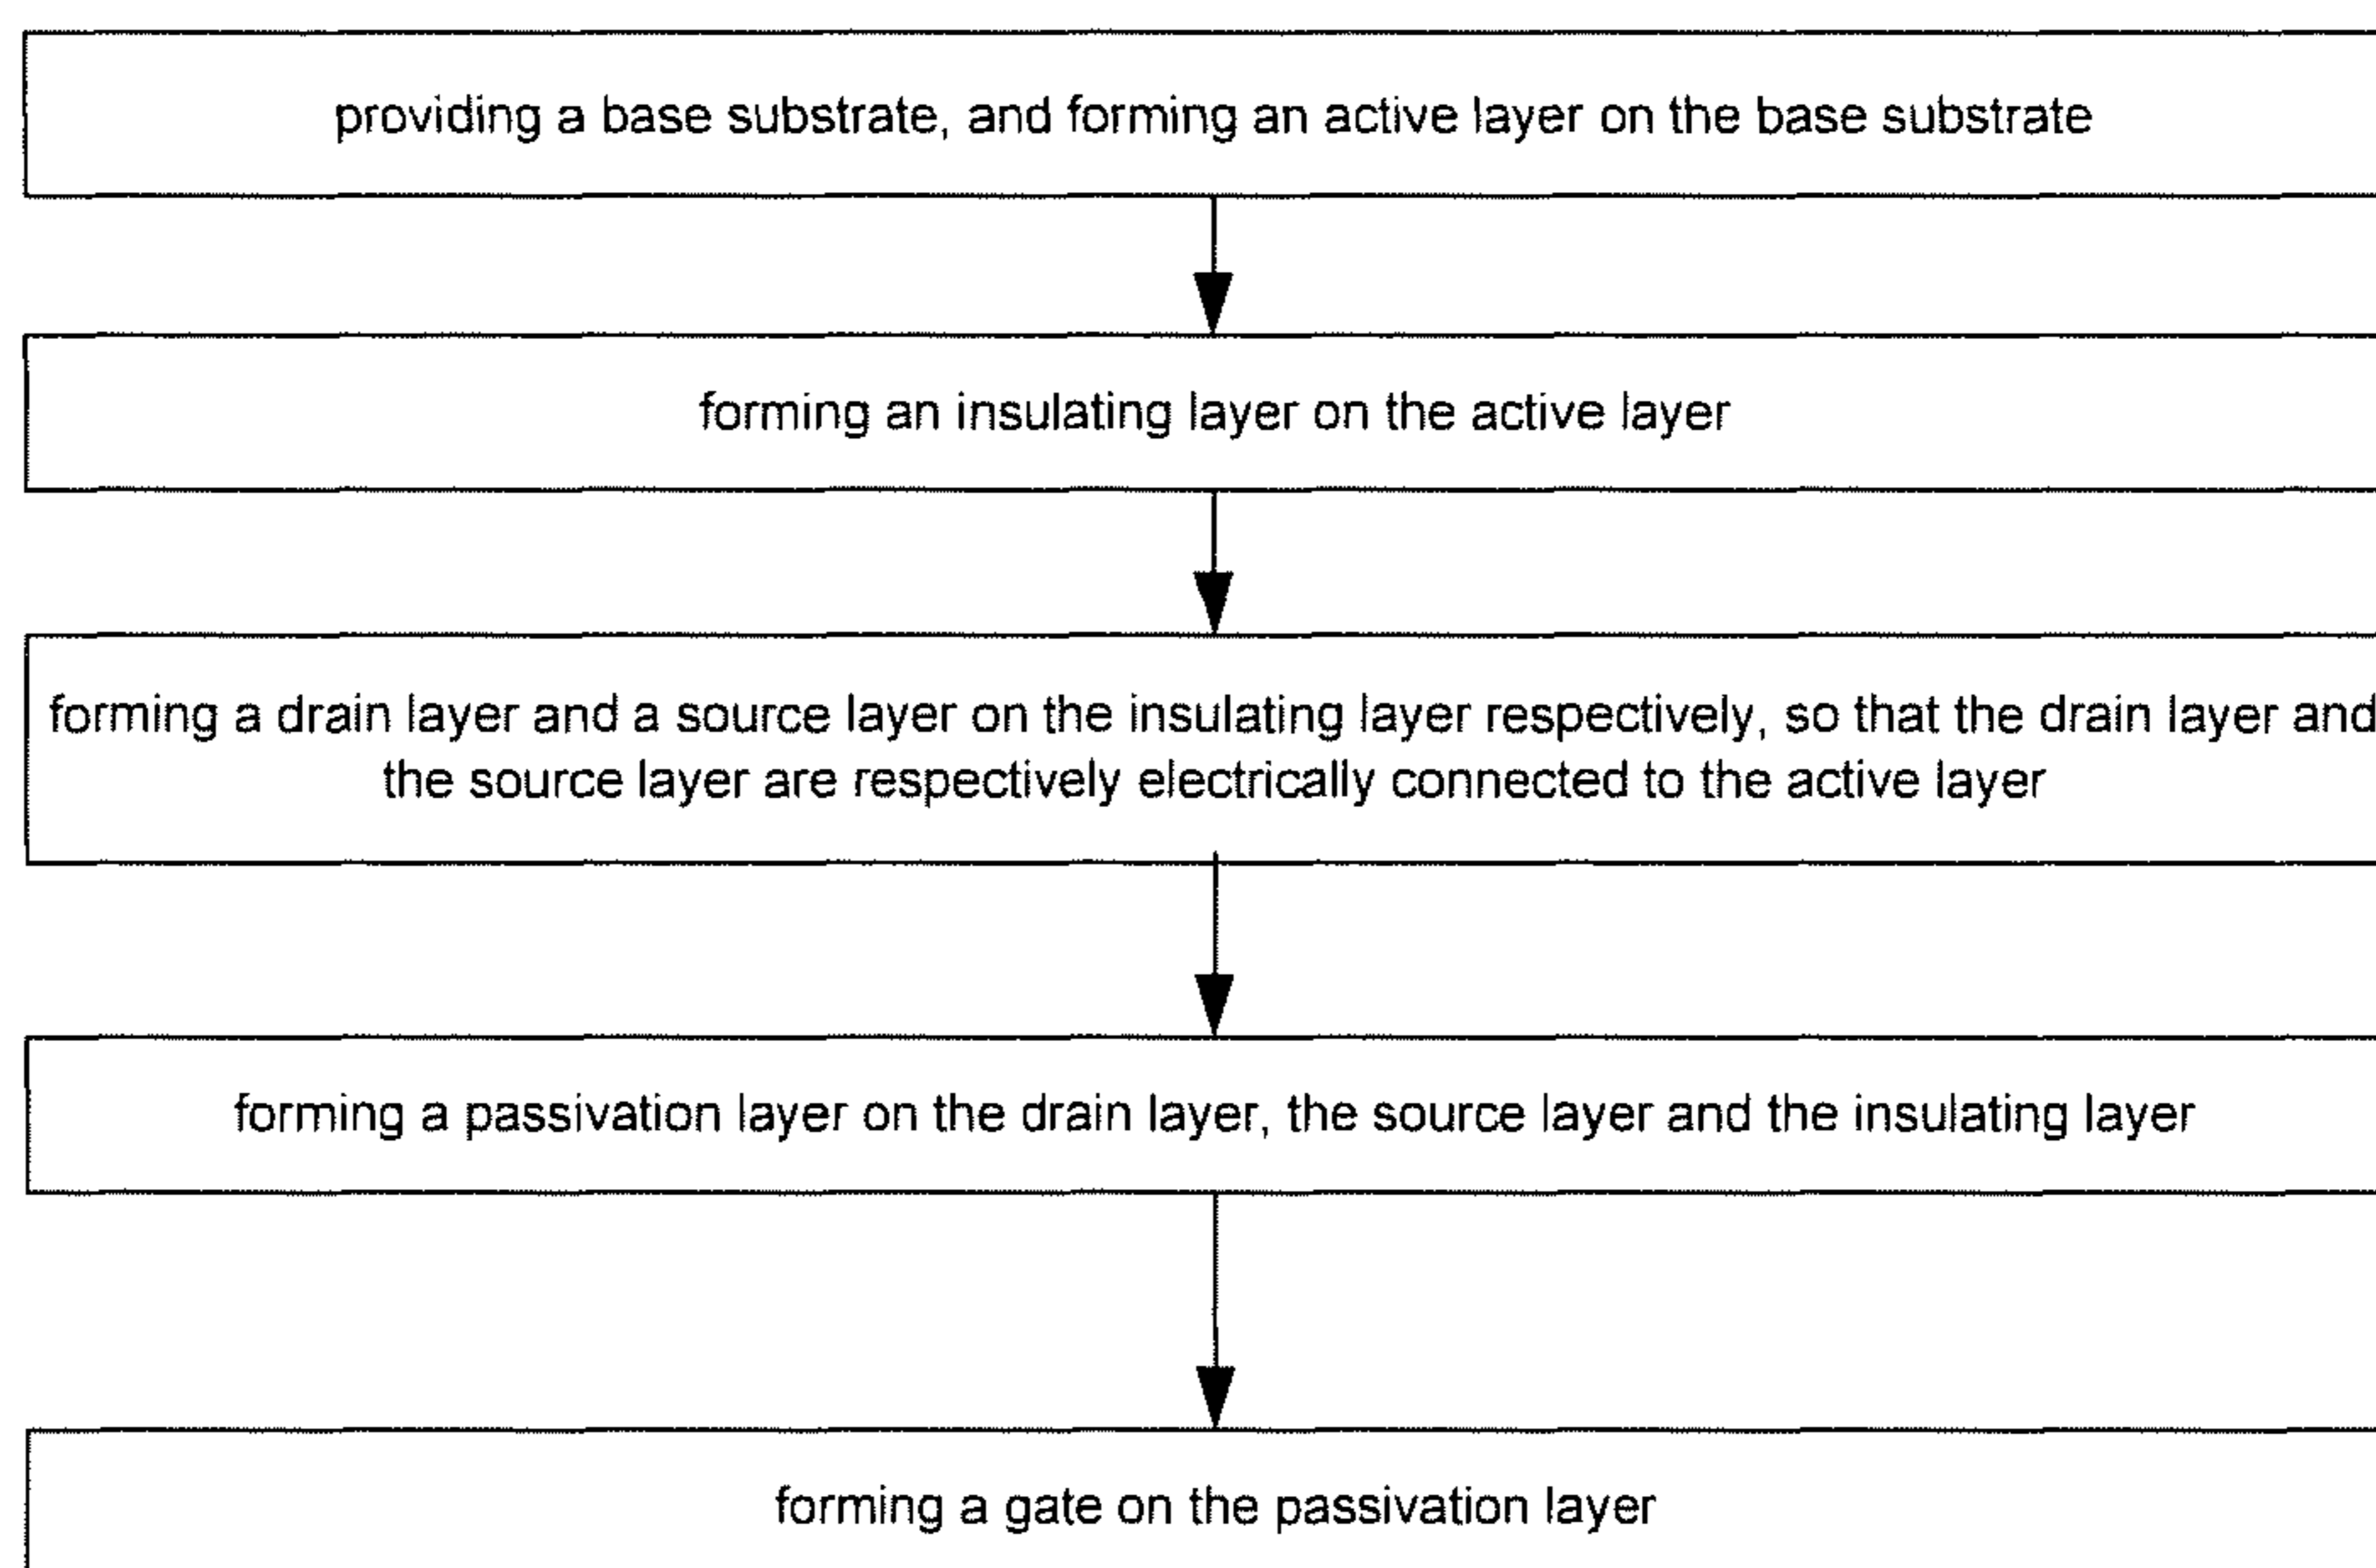 providing a base substrate, and forming an active layer on the base substrate
forming an insulating layer on the active layer
forming a drain layer and a source layer on the insulating layer respectively, so that the drain layer and
the source layer are respectively electrically connected to the active layer
forming a passivation layer on the drain layer, the source layer and the insulating layer
forming a gate on the passivation layer